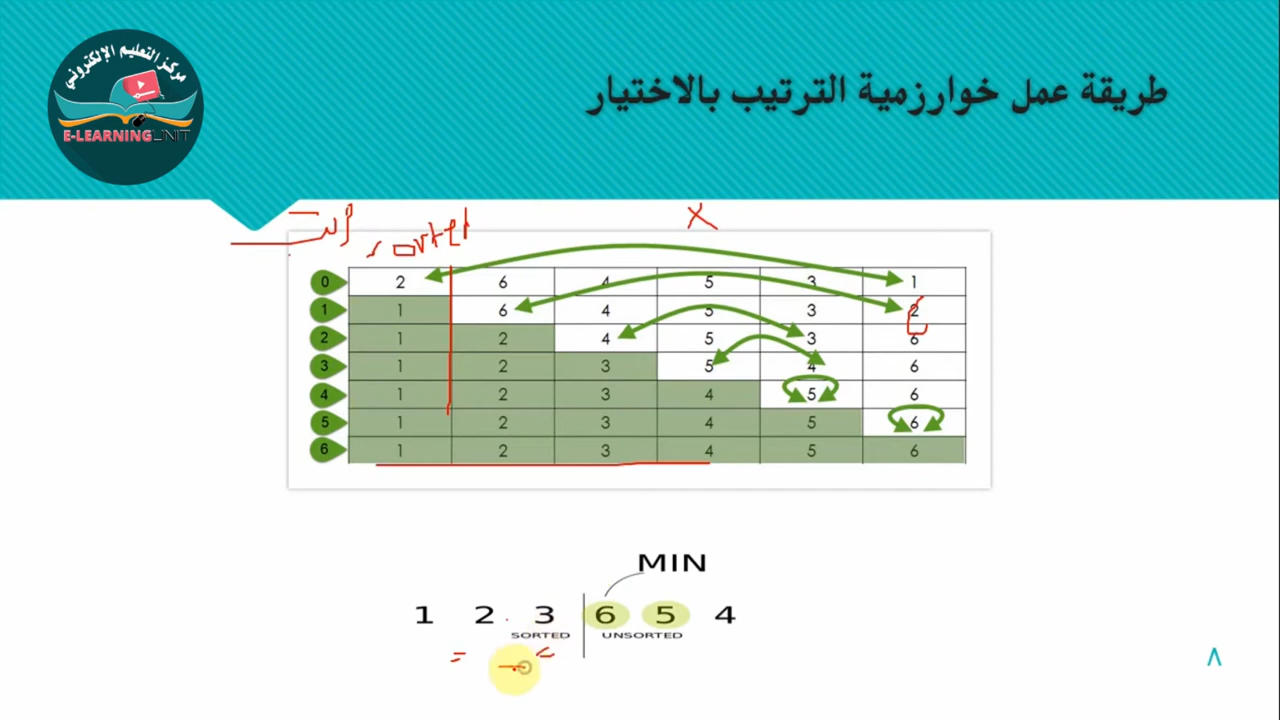 مركز التعليم الإلكتروني
E-LEARNING UNIT
طريقة عمل خوارزمية الترتيب بالاختيار
sorted
X
0 2 6 4 5 3 1
1 1 6 4 5 3 2
2 1 2 4 5 3 6
3 1 2 3 5 4 6
4 1 2 3 4 5 6
5 1 2 3 4 5 6
6 1 2 3 4 5 6
MIN
1 2 3 6 5 4
SORTED UNSORTED
٨